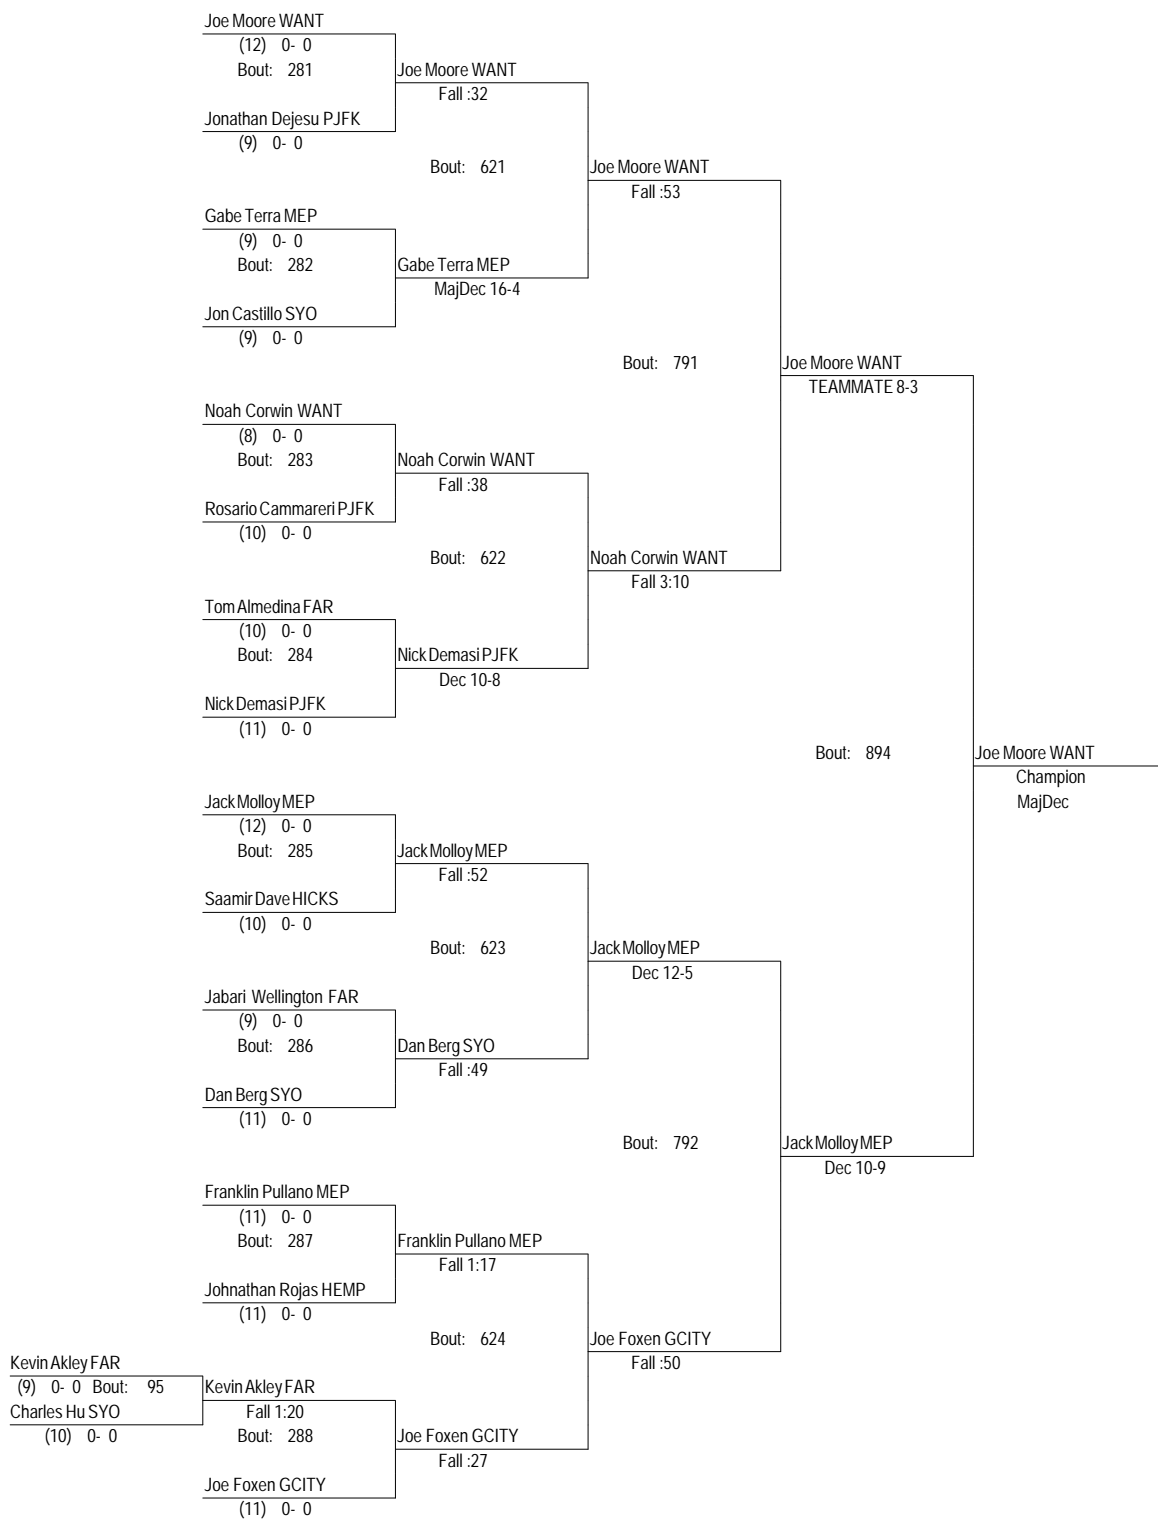 Joe Moore WANT
(12) 0- 0
Bout: 281
Joe Moore WANT
Fall :32
Jonathan Dejesu PJFK
(9) 0- 0
Bout: 621
Joe Moore WANT
Fall :53
Gabe Terra MEP
(9) 0- 0
Bout: 282
Gabe Terra MEP
MajDec 16-4
Jon Castillo SYO
(9) 0- 0
Bout: 791
Joe Moore WANT
TEAMMATE 8-3
Noah Corwin WANT
(8) 0- 0
Bout: 283
Noah Corwin WANT
Fall :38
Rosario Cammareri PJFK
(10) 0- 0
Bout: 622
Noah Corwin WANT
Fall 3:10
Tom Almedina FAR
(10) 0- 0
Bout: 284
Nick Demasi PJFK
Dec 10-8
Nick Demasi PJFK
(11) 0- 0
Bout: 894
Joe Moore WANT
Champion
MajDec
Jack Molloy MEP
(12) 0- 0
Bout: 285
Jack Molloy MEP
Fall :52
Saamir Dave HICKS
(10) 0- 0
Bout: 623
Jack Molloy MEP
Dec 12-5
Jabari Wellington FAR
(9) 0- 0
Bout: 286
Dan Berg SYO
Fall :49
Dan Berg SYO
(11) 0- 0
Bout: 792
Jack Molloy MEP
Dec 10-9
Franklin Pullano MEP
(11) 0- 0
Bout: 287
Franklin Pullano MEP
Fall 1:17
Johnathan Rojas HEMP
(11) 0- 0
Bout: 624
Joe Foxen GCITY
Fall :50
Kevin Akley FAR
(9) 0- 0 Bout: 95
Kevin Akley FAR
Charles Hu SYO
Fall 1:20
(10) 0- 0
Bout: 288
Joe Foxen GCITY
Fall :27
Joe Foxen GCITY
(11) 0- 0